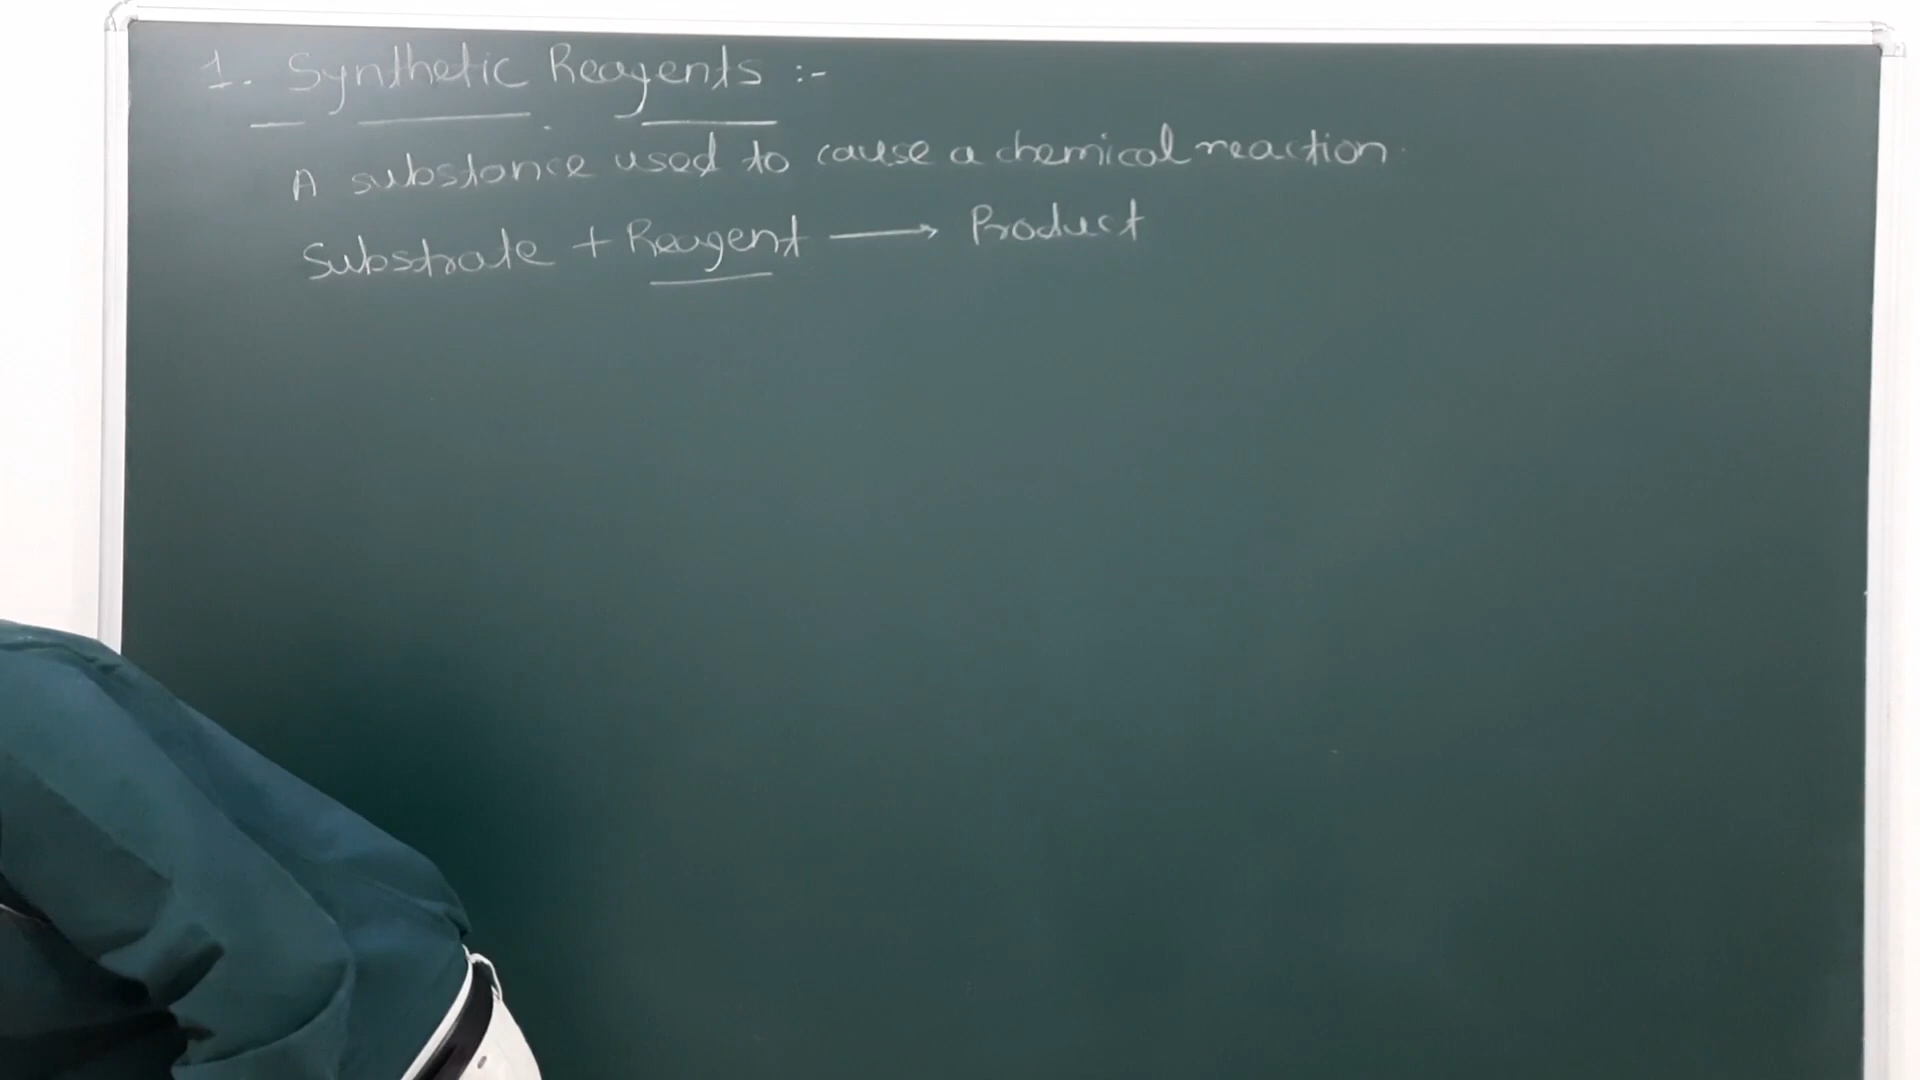 1. Synthetic Reagents :-
A substance used to cause a chemical reaction.
Substrate + Reagent ⟶ Product